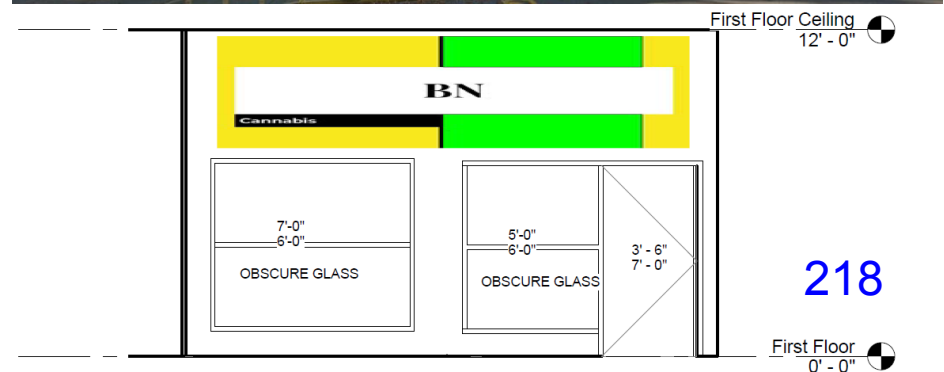 First Floor Ceiling
12' - 0"
BN
Cannabis
7'-0"
6'-0"
OBSCURE GLASS
5'-0"
6'-0"
OBSCURE GLASS
3' - 6"
7' - 0"
218
First Floor
0' - 0"